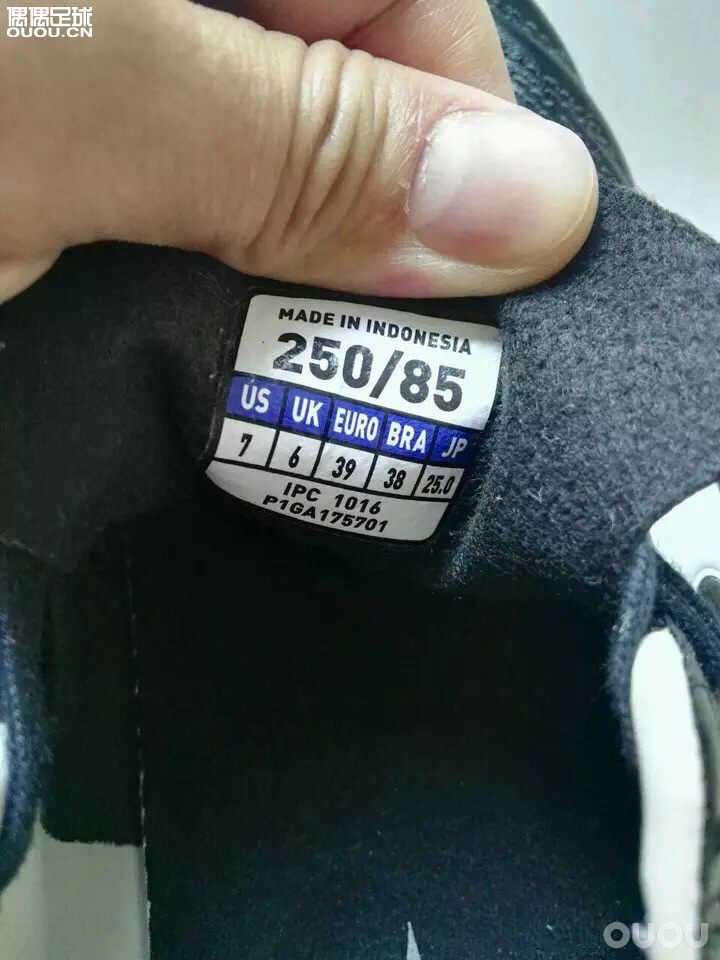 偶偶足球
OUOU.CN
MADE IN INDONESIA
250/85
US UK EURO BRA JP
7 6 39 38 25.0
IPC 1016
P1GA175701
OUOU